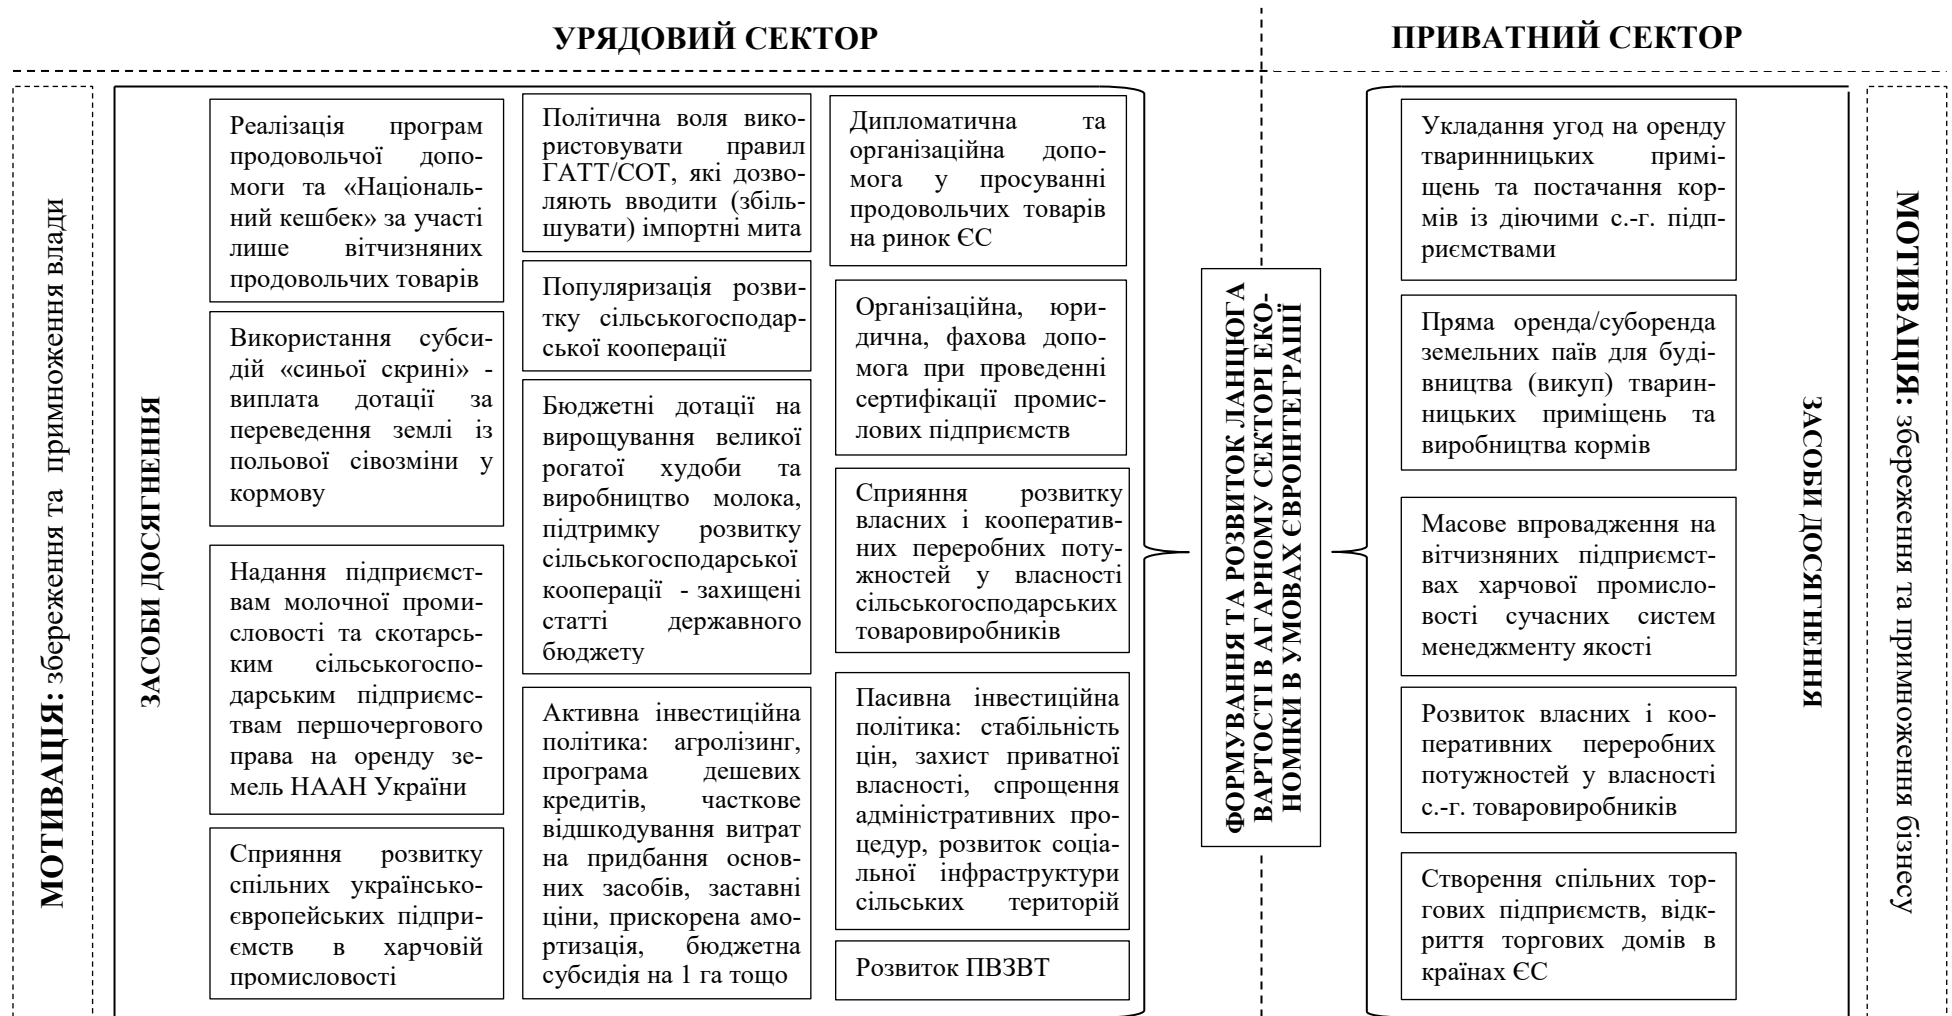 УРЯДОВИЙ СЕКТОР
ПРИВАТНИЙ СЕКТОР
МОТИВАЦІЯ: збереження та примноження влади
ЗАСОБИ ДОСЯГНЕННЯ
Реалізація програм
продовольчої допо-
моги та «Національ-
ний кешбек» за участі
лише вітчизняних
продовольчих товарів
Використання субси-
дій «синьої скрині» -
виплата дотації за
переведення землі із
польової сівозміни у
кормову
Надання підприємст-
вам молочної проми-
словості та скотарсь-
ким сільськогоспо-
дарським підприємс-
твам першочергового
права на оренду зе-
мель НААН України
Сприяння розвитку
спільних українсько-
європейських підпри-
ємств в харчовій
промисловості
Політична воля вико-
ристовувати правил
ГАТТ/СОТ, які дозво-
ляють вводити (збіль-
шувати) імпортні мита
Популяризація розви-
тку сільськогосподар-
ської кооперації
Бюджетні дотації на
вирощування великої
рогатої худоби та
виробництво молока,
підтримку розвитку
сільськогосподарської
кооперації - захищені
статті державного
бюджету
Активна інвестиційна
політика: агролізинг,
програма дешевих
кредитів, часткове
відшкодування витрат
на придбання основ-
них засобів, заставні
ціни, прискорена амо-
ртизація, бюджетна
субсидія на 1 га тощо
Дипломатична та
організаційна допо-
мога у просуванні
продовольчих товарів
на ринок ЄС
Організаційна, юри-
дична, фахова допо-
мога при проведенні
сертифікації промис-
лових підприємств
Сприяння розвитку
власних і кооператив-
них переробних поту-
жностей у власності
сільськогосподарських
товаровиробників
Пасивна інвестиційна
політика: стабільність
цін, захист приватної
власності, спрощення
адміністративних про-
цедур, розвиток соціа-
льної інфраструктури
сільських територій
Розвиток ПВЗВТ
ФОРМУВАННЯ ТА РОЗВИТОК ЛАНЦЮГА
ВАРТОСТІ В АГАРНОМУ СЕКТОРІ ЕКО-
НОМІКИ В УМОВАХ ЄВРОІНТЕГРАЦІЇ
Укладання угод на оренду
тваринницьких примі-
щень та постачання кор-
мів із діючими с.-г. підп-
риємствами
Пряма оренда/суборенда
земельних паїв для буді-
вництва (викуп) тварин-
ницьких приміщень та
виробництва кормів
Масове впровадження на
вітчизняних підприємст-
вах харчової промисло-
вості сучасних систем
менеджменту якості
Розвиток власних і коо-
перативних переробних
потужностей у власності
с.-г. товаровиробників
Створення спільних тор-
гових підприємств, відк-
риття торгових домів в
країнах ЄС
ЗАСОБИ ДОСЯГНЕННЯ
МОТИВАЦІЯ: збереження та примноження бізнесу